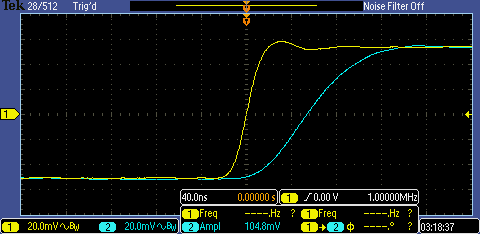 Tek 28/512 Trig'd Noise Filter Off
T
1
40.0ns 0.00000 s 1 ∫ 0.00 V 1.00000MHz
1 Freq -----.Hz ? 1 Freq -----.Hz ?
2 Ampl 104.8mV 1→2 ϕ -----.° ?
1 20.0mV∿BW 2 20.0mV∿BW 03:18:37